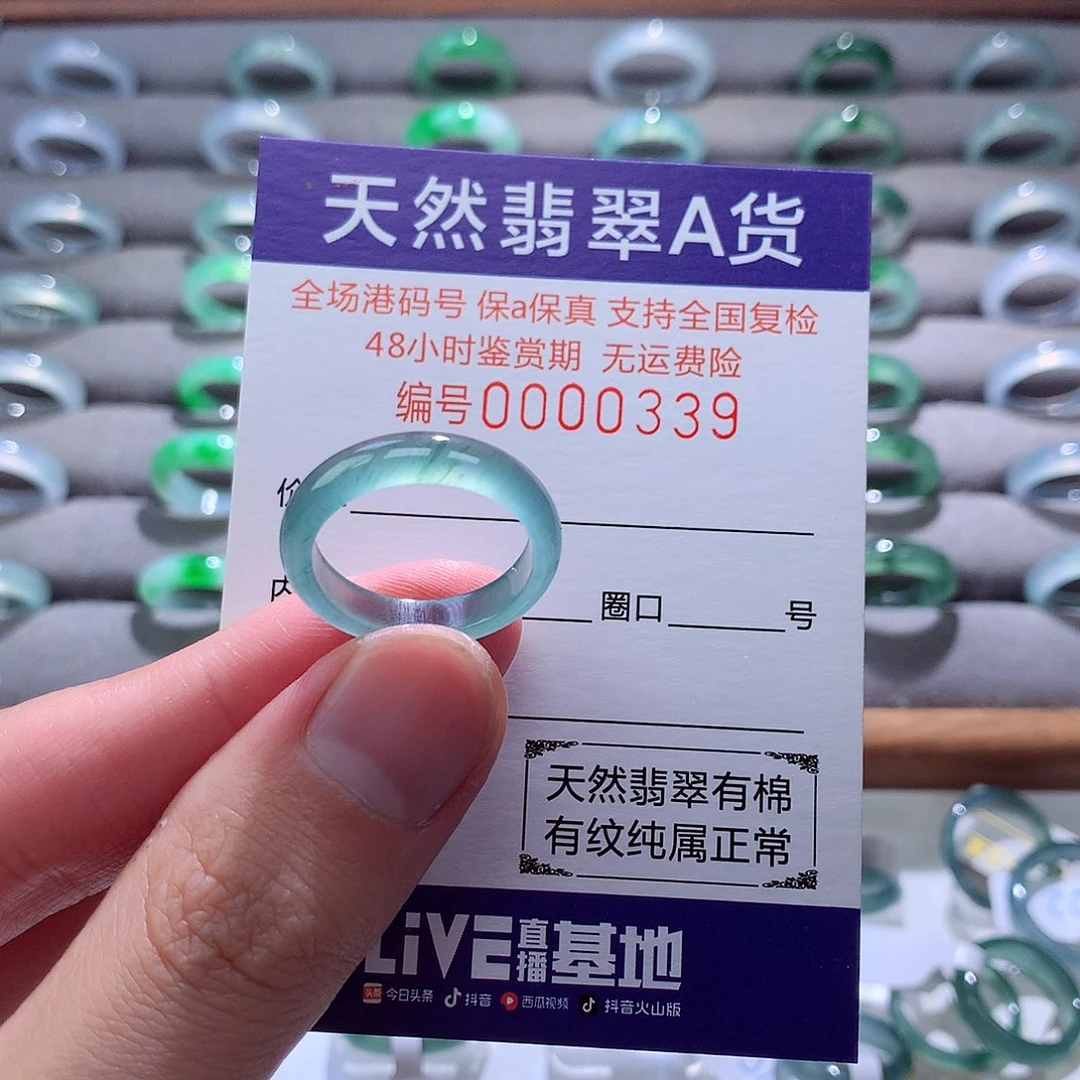 天然翡翠A货
全场港码号 保a保真 支持全国复检
48小时鉴赏期 无运费险
编号0000339
价
内 圈口 号
天然翡翠有棉
有纹纯属正常
LiVE直播基地
头条 今日头条 抖音 西瓜视频 抖音火山版